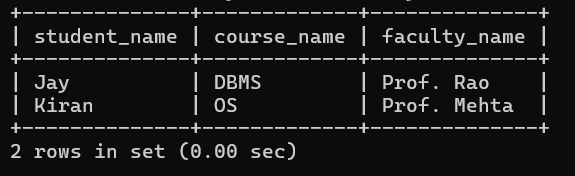 +--------------+-------------+--------------+
| student_name | course_name | faculty_name |
+--------------+-------------+--------------+
| Jay          | DBMS        | Prof. Rao    |
| Kiran        | OS          | Prof. Mehta  |
+--------------+-------------+--------------+
2 rows in set (0.00 sec)